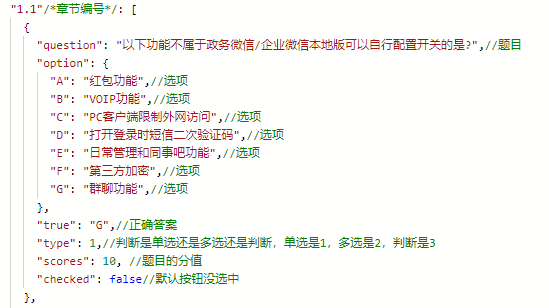 "1.1"/*章节编号*/: [
{
"question": "以下功能不属于政务微信/企业微信本地版可以自行配置开关的是?",//题目
"option": {
"A": "红包功能",//选项
"B": "VOIP功能",//选项
"C": "PC客户端限制外网访问",//选项
"D": "打开登录时短信二次验证码",//选项
"E": "日常管理和同事吧功能",//选项
"F": "第三方加密",//选项
"G": "群聊功能",//选项
},
"true": "G",//正确答案
"type": 1,//判断是单选还是多选还是判断，单选是1，多选是2，判断是3
"scores": 10, //题目的分值
"checked": false//默认按钮没选中
},